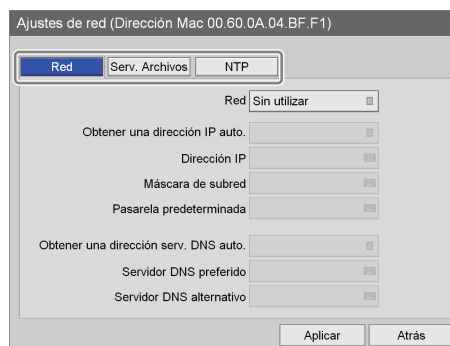 Ajustes de red (Dirección Mac 00.60.0A.04.BF.F1)
Red Serv. Archivos NTP
Red Sin utilizar
Obtener una dirección IP auto.
Dirección IP
Máscara de subred
Pasarela predeterminada
Obtener una dirección serv. DNS auto.
Servidor DNS preferido
Servidor DNS alternativo
Aplicar Atrás